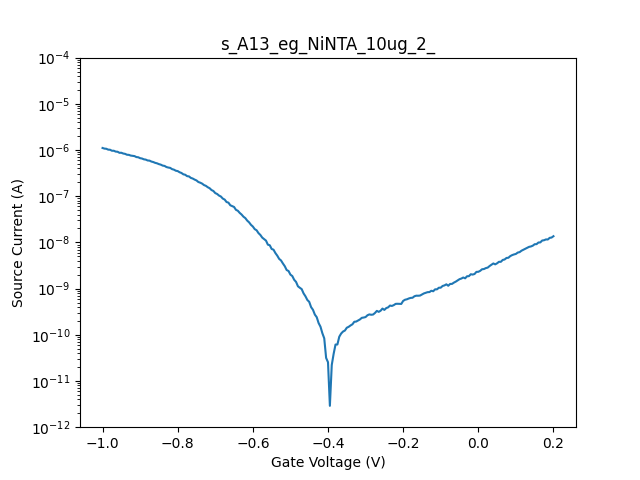 s_A13_eg_NiNTA_10ug_2_
10⁻⁴
10⁻⁵
10⁻⁶
10⁻⁷
10⁻⁸
10⁻⁹
10⁻¹⁰
10⁻¹¹
10⁻¹²
Source Current (A)
−1.0 −0.8 −0.6 −0.4 −0.2 0.0 0.2
Gate Voltage (V)